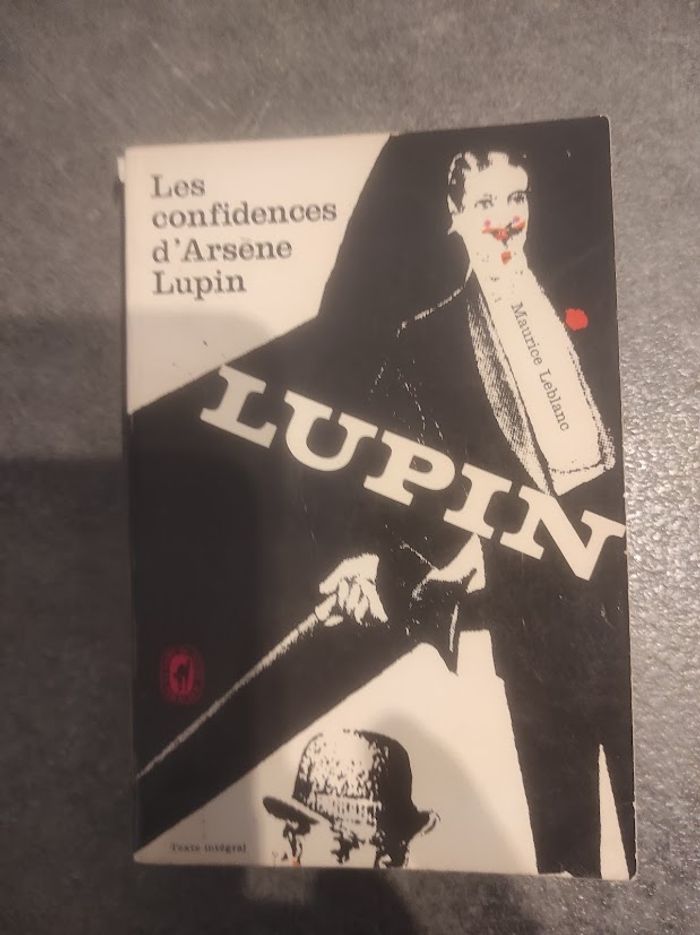 Les
confidences
d'Arsène
Lupin
Maurice Leblanc
LUPIN
Texte intégral